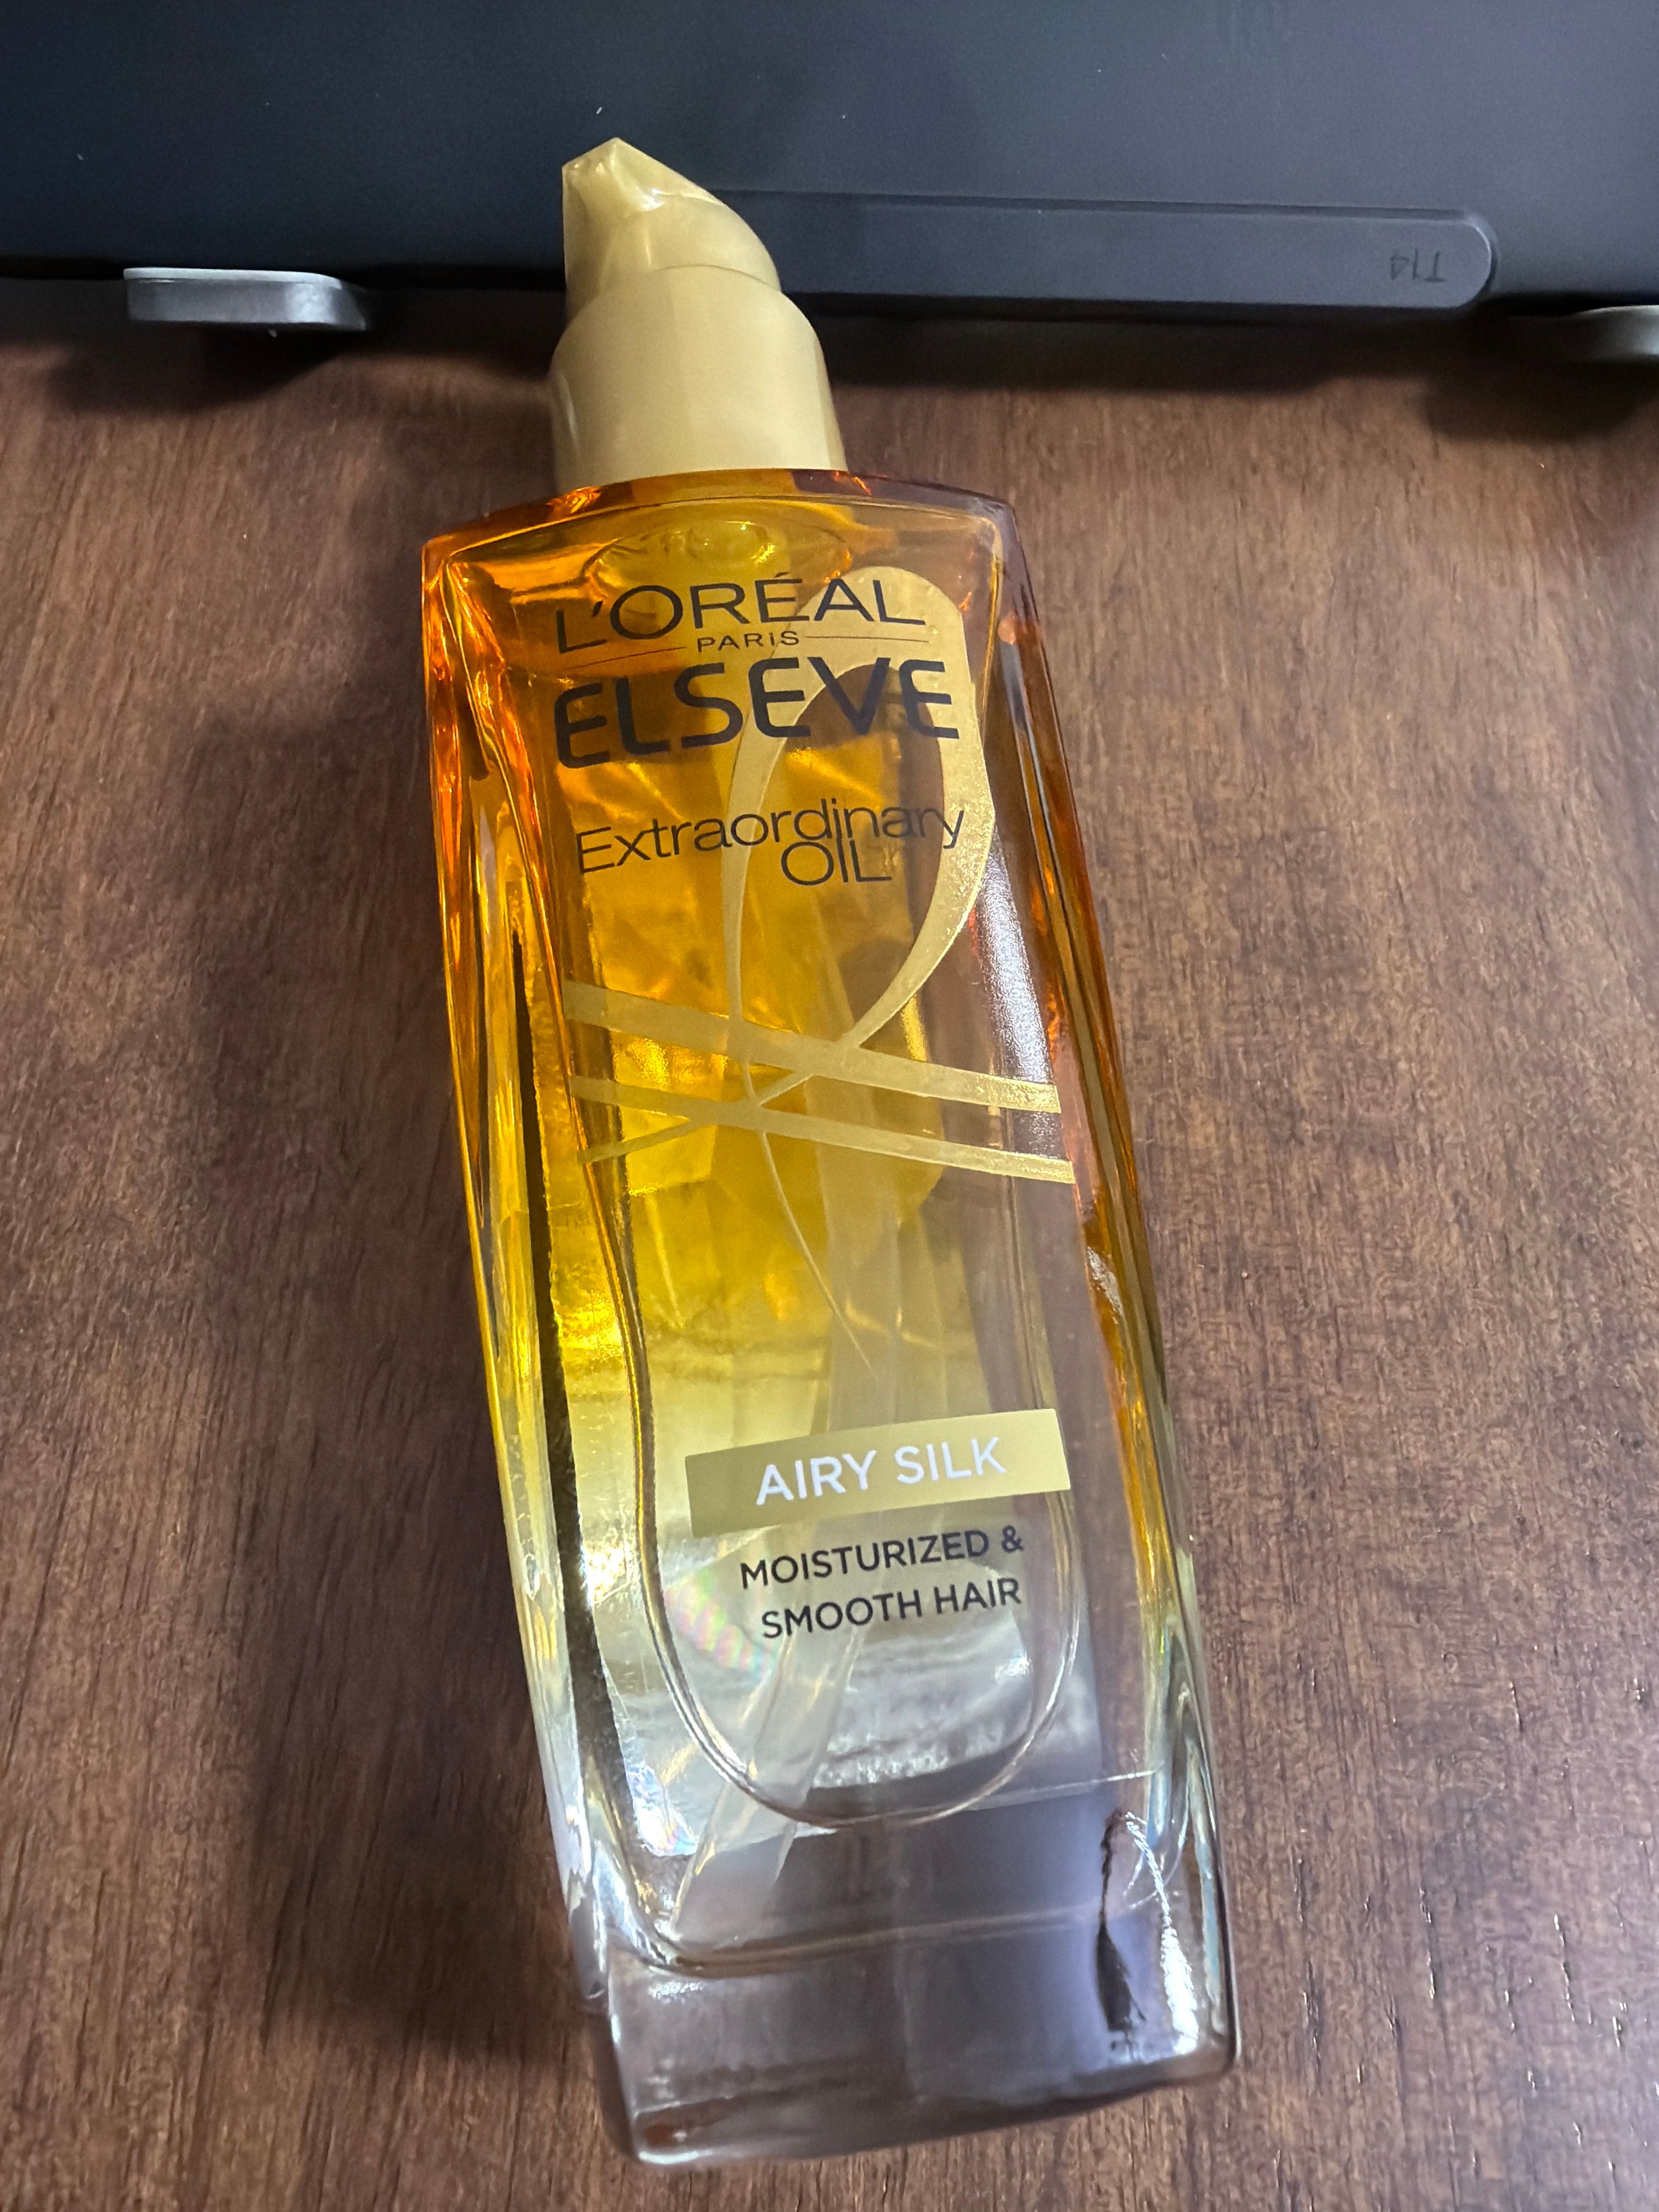 T14
L'ORÉAL
PARIS
ELSEVE
Extraordinary
OIL
AIRY SILK
MOISTURIZED &
SMOOTH HAIR